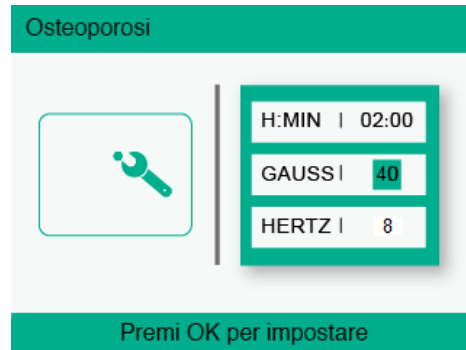 Osteoporosi
H:MIN | 02:00
GAUSS | 40
HERTZ | 8
Premi OK per impostare